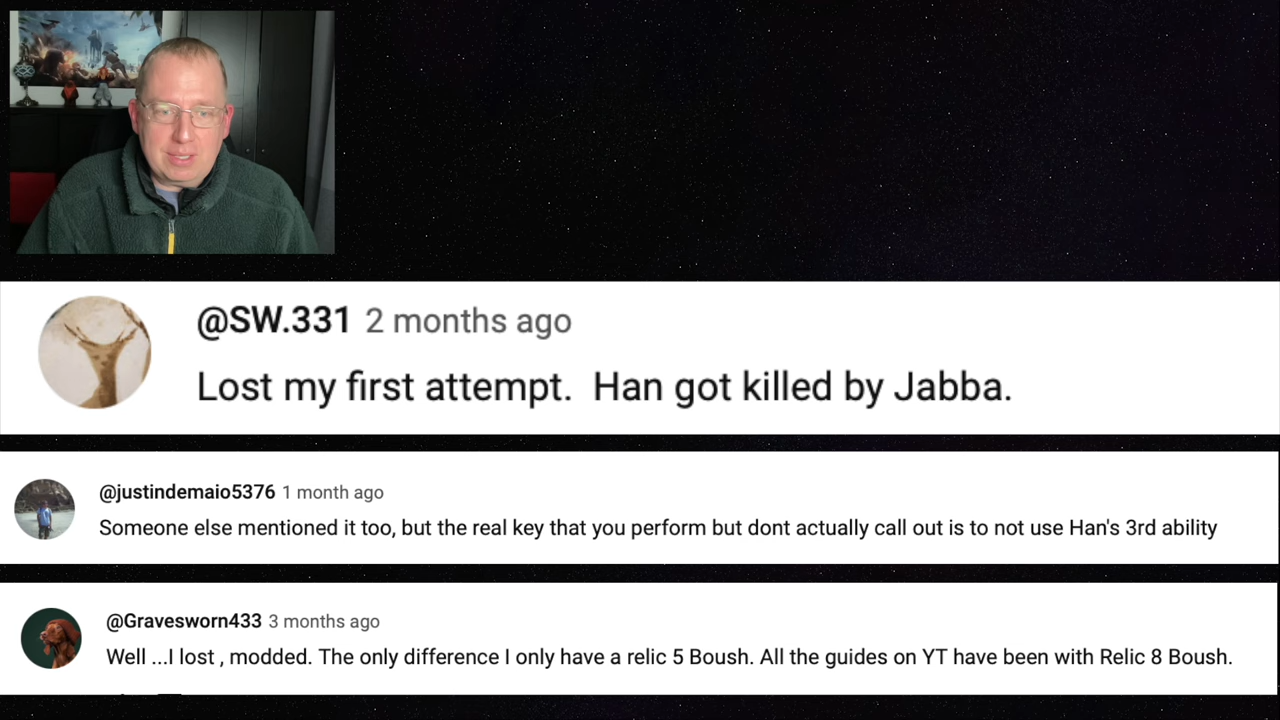 @SW.331 2 months ago
Lost my first attempt. Han got killed by Jabba.
@justindemaio5376 1 month ago
Someone else mentioned it too, but the real key that you perform but dont actually call out is to not use Han's 3rd ability
@Gravesworn433 3 months ago
Well ...I lost , modded. The only difference I only have a relic 5 Boush. All the guides on YT have been with Relic 8 Boush.